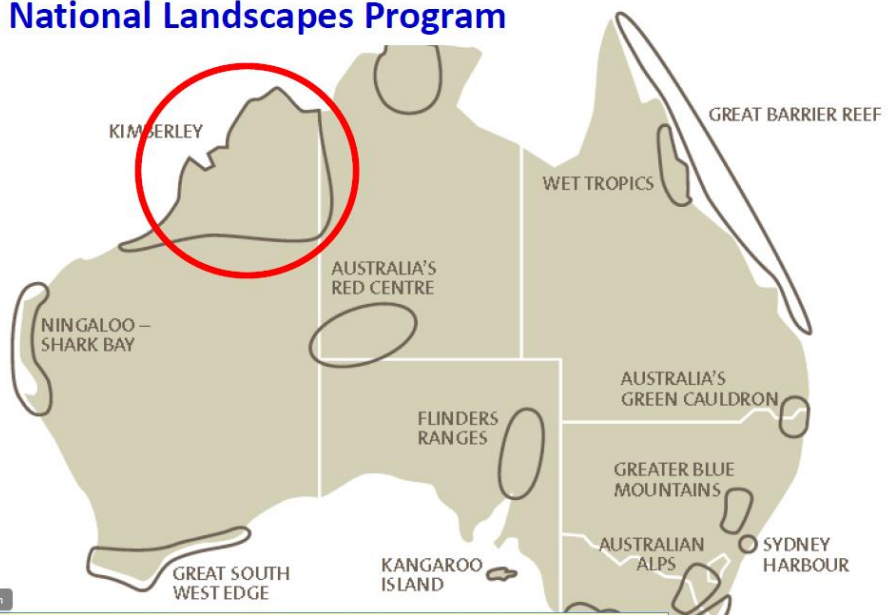 National Landscapes Program
KIMBERLEY
GREAT BARRIER REEF
WET TROPICS
AUSTRALIA'S
RED CENTRE
NINGALOO –
SHARK BAY
AUSTRALIA'S
GREEN CAULDRON
FLINDERS
RANGES
GREATER BLUE
MOUNTAINS
AUSTRALIAN
ALPS
SYDNEY
HARBOUR
KANGAROO
ISLAND
GREAT SOUTH
WEST EDGE